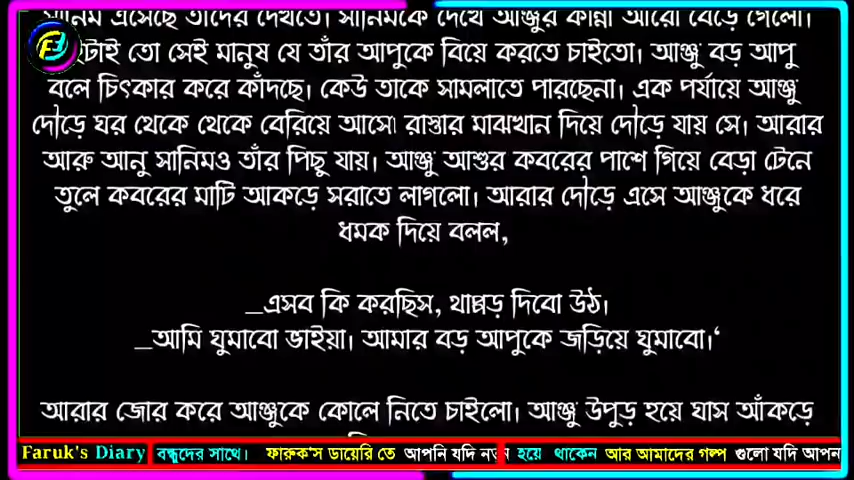 সানিম এসেছে তাদের দেখতে। সানিমকে দেখে আঞ্জুর কান্না আরো বেড়ে গেলো।
তো সেই মানুষ যে তাঁর আপুকে বিয়ে করতে চাইতো। আঞ্জু বড় আপু
বলে চিৎকার করে কাঁদছে। কেউ তাকে সামলাতে পারছেনা। এক পর্যায়ে আঞ্জু
দৌড়ে ঘর থেকে থেকে বেরিয়ে আসে। রাস্তার মাঝখান দিয়ে দৌড়ে যায় সে। আরার
আরু আনু সানিমও তাঁর পিছু যায়। আঞ্জু আশুর কবরের পাশে গিয়ে বেড়া টেনে
তুলে কবরের মাটি আকড়ে সরাতে লাগলো। আরার দৌড়ে এসে আঞ্জুকে ধরে
ধমক দিয়ে বলল,
_এসব কি করছিস, থাপ্পড় দিবো উঠ।
_আমি ঘুমাবো ভাইয়া। আমার বড় আপুকে জড়িয়ে ঘুমাবো।‘
আরার জোর করে আঞ্জুকে কোলে নিতে চাইলো। আঞ্জু উপুড় হয়ে ঘাস আঁকড়ে
Faruk's Diary বন্ধুদের সাথে। ফারুক'স ডায়েরি তে আপনি যদি নতুন হয়ে থাকেন আর আমাদের গল্প গুলো যদি আপন